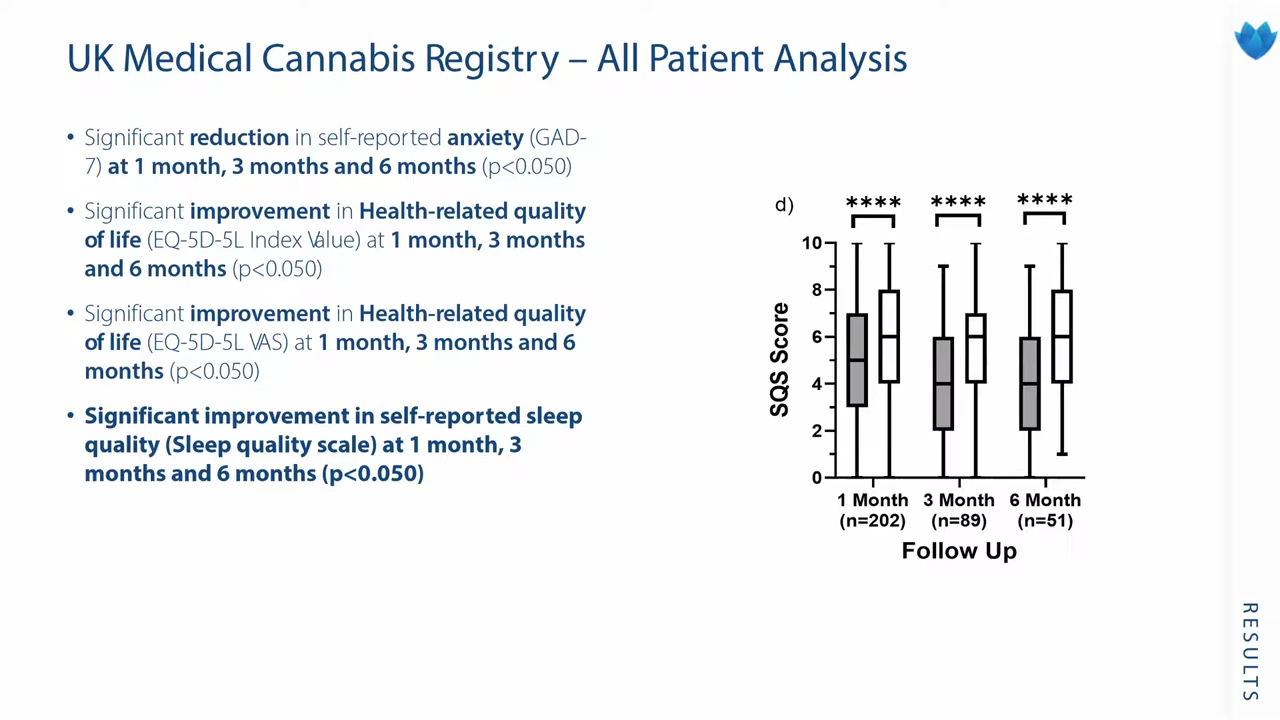 UK Medical Cannabis Registry – All Patient Analysis
• Significant reduction in self-reported anxiety (GAD-
7) at 1 month, 3 months and 6 months (p<0.050)
• Significant improvement in Health-related quality
of life (EQ-5D-5L Index Value) at 1 month, 3 months
and 6 months (p<0.050)
• Significant improvement in Health-related quality
of life (EQ-5D-5L VAS) at 1 month, 3 months and 6
months (p<0.050)
• Significant improvement in self-reported sleep
quality (Sleep quality scale) at 1 month, 3
months and 6 months (p<0.050)
d)
**** **** ****
10
8
6
4
2
0
SQS Score
1 Month 3 Month 6 Month
(n=202) (n=89) (n=51)
Follow Up
RESULTS